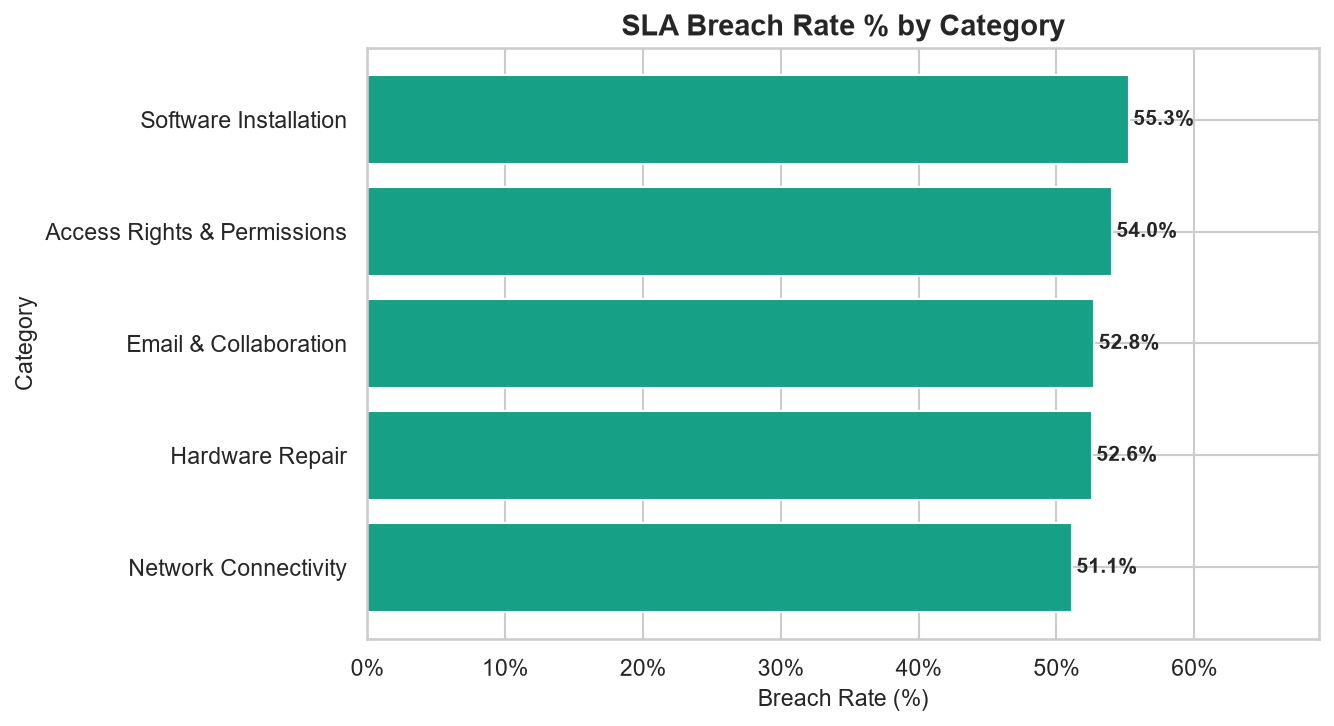 SLA Breach Rate % by Category
Category
Software Installation 55.3%
Access Rights & Permissions 54.0%
Email & Collaboration 52.8%
Hardware Repair 52.6%
Network Connectivity 51.1%
0% 10% 20% 30% 40% 50% 60%
Breach Rate (%)